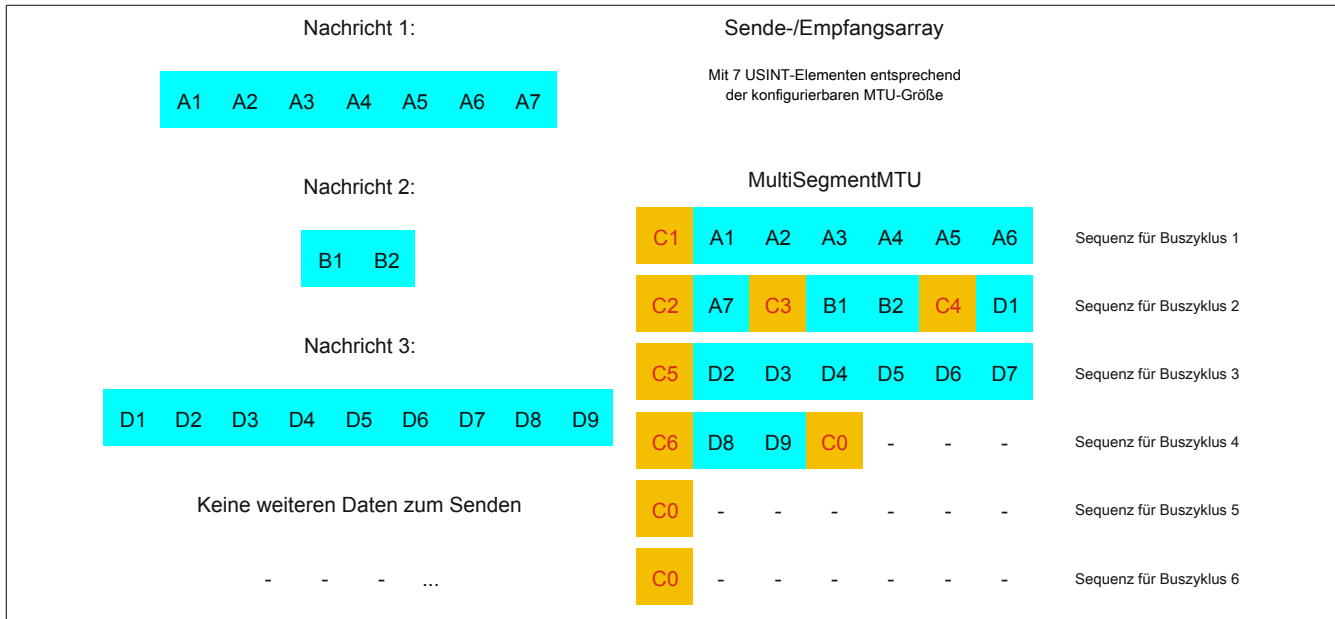 Nachricht 1:
A1 A2 A3 A4 A5 A6 A7
Nachricht 2:
B1 B2
Nachricht 3:
D1 D2 D3 D4 D5 D6 D7 D8 D9
Keine weiteren Daten zum Senden
- - - ...
Sende-/Empfangsarray
Mit 7 USINT-Elementen entsprechend
der konfigurierbaren MTU-Größe
MultiSegmentMTU
C1 A1 A2 A3 A4 A5 A6 Sequenz für Buszyklus 1
C2 A7 C3 B1 B2 C4 D1 Sequenz für Buszyklus 2
C5 D2 D3 D4 D5 D6 D7 Sequenz für Buszyklus 3
C6 D8 D9 C0 - - - Sequenz für Buszyklus 4
C0 - - - - - - Sequenz für Buszyklus 5
C0 - - - - - - Sequenz für Buszyklus 6